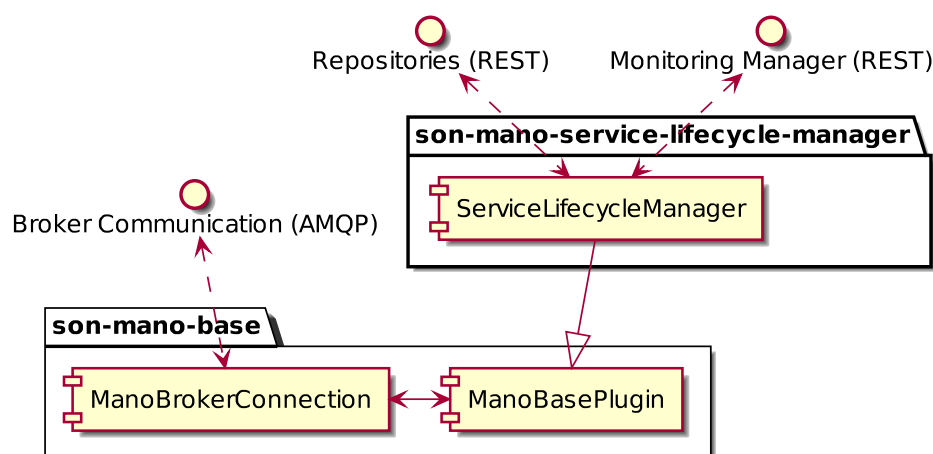 Repositories (REST)
Monitoring Manager (REST)
son-mano-service-lifecycle-manager
ServiceLifecycleManager
Broker Communication (AMQP)
son-mano-base
ManoBrokerConnection
ManoBasePlugin